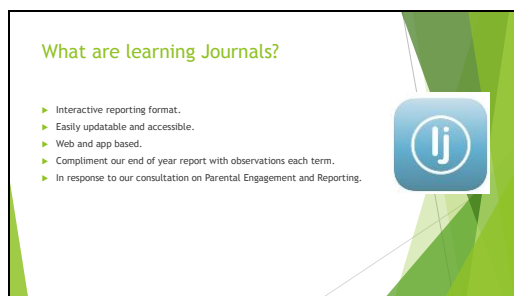 What are learning Journals?
Interactive reporting format.
Easily updatable and accessible.
Web and app based.
Compliment our end of year report with observations each term.
In response to our consultation on Parental Engagement and Reporting.
lj